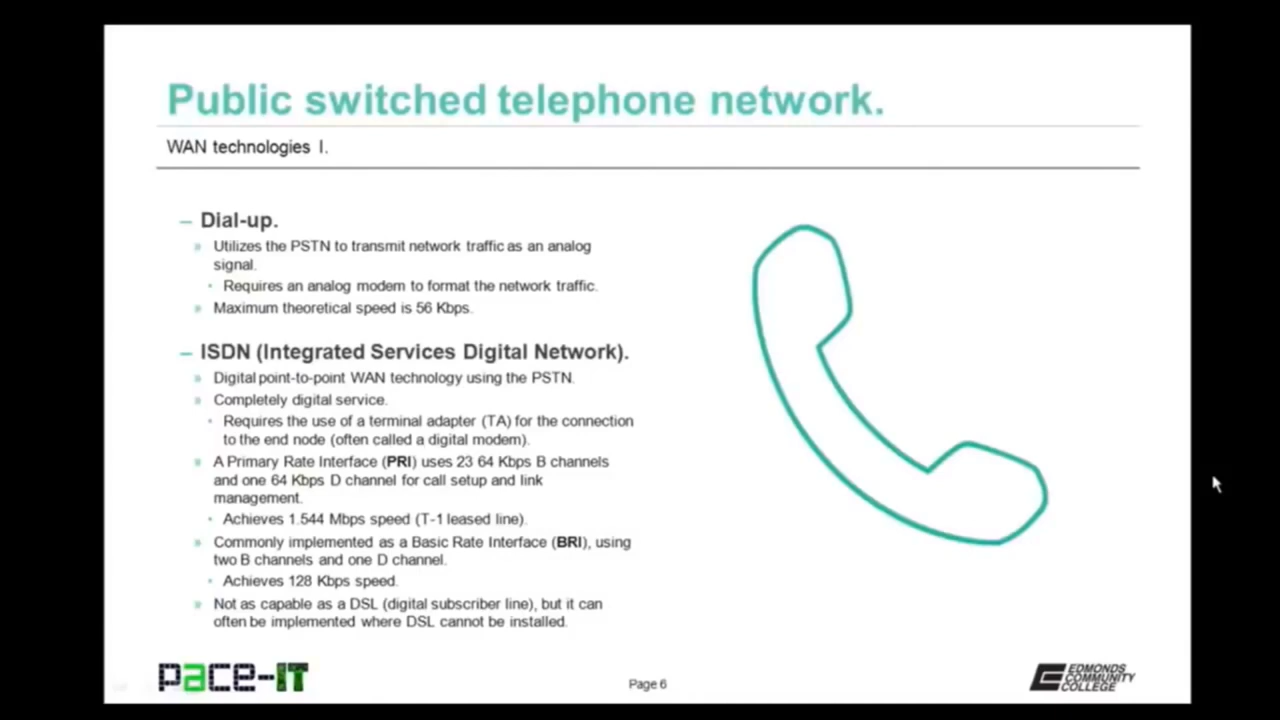 Public switched telephone network.
WAN technologies I.
– Dial-up.
» Utilizes the PSTN to transmit network traffic as an analog
signal.
• Requires an analog modem to format the network traffic.
» Maximum theoretical speed is 56 Kbps.
– ISDN (Integrated Services Digital Network).
» Digital point-to-point WAN technology using the PSTN.
» Completely digital service.
• Requires the use of a terminal adapter (TA) for the connection
to the end node (often called a digital modem).
» A Primary Rate Interface (PRI) uses 23 64 Kbps B channels
and one 64 Kbps D channel for call setup and link
management.
• Achieves 1.544 Mbps speed (T-1 leased line).
» Commonly implemented as a Basic Rate Interface (BRI), using
two B channels and one D channel.
• Achieves 128 Kbps speed.
» Not as capable as a DSL (digital subscriber line), but it can
often be implemented where DSL cannot be installed.
pace-IT
Page 6
EDMONDS
COMMUNITY
COLLEGE